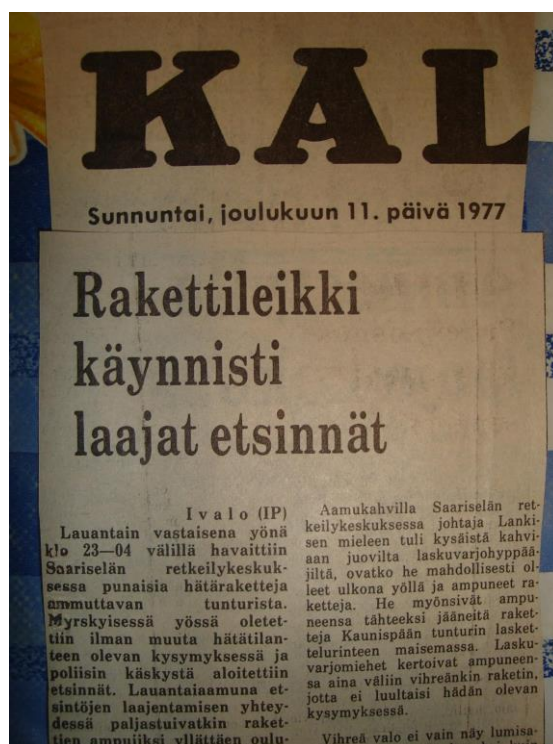 KAL
Sunnuntai, joulukuun 11. päivä 1977
Rakettileikki
käynnisti
laajat etsinnät
Ivalo (IP)
Lauantain vastaisena yönä
klo 23—04 välillä havaittiin
Saariselän retkeilykeskuk-
sessa punaisia hätäraketteja
ammuttavan tunturista.
Myrskyisessä yössä oletet-
tiin ilman muuta hätätilan-
teen olevan kysymyksessä ja
poliisin käskystä aloitettiin
etsinnät. Lauantaiaamuna et-
sintöjen laajentamisen yhtey-
dessä paljastuivatkin raket-
tien ampujiksi yllättäen oulu-
Aamukahvilla Saariselän ret-
keilykeskuksessa johtaja Lanki-
sen mieleen tuli kysäistä kahvi-
aan juovilta laskuvarjohyppää-
jiltä, ovatko he mahdollisesti ol-
leet ulkona yöllä ja ampuneet ra-
ketteja. He myönsivät ampu-
neensa tähteeksi jääneitä raket-
teja Kaunispään tunturin lasket-
telurinteen maisemassa. Lasku-
varjomiehet kertoivat ampuneen-
sa aina väliin vihreänkin raketin,
jotta ei luultaisi hädän olevan
kysymyksessä.
Vihreä valo ei vain näy lumisa-